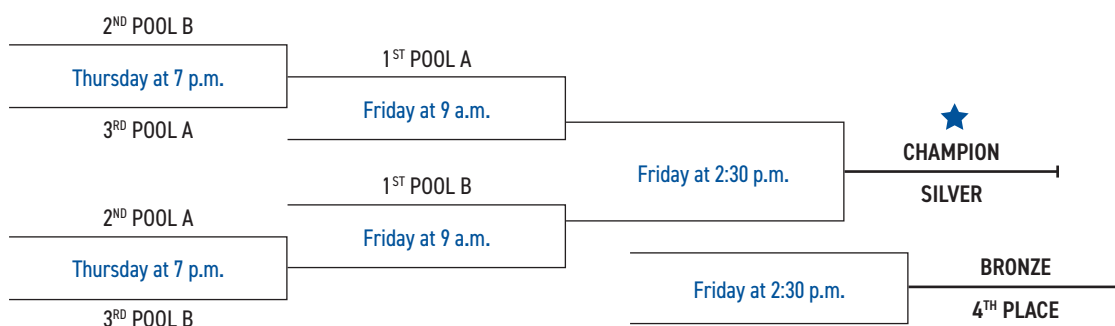 2ND POOL B
Thursday at 7 p.m.
3RD POOL A
1ST POOL A
Friday at 9 a.m.
2ND POOL A
Thursday at 7 p.m.
3RD POOL B
1ST POOL B
Friday at 9 a.m.
Friday at 2:30 p.m.
CHAMPION
SILVER
Friday at 2:30 p.m.
BRONZE
4TH PLACE